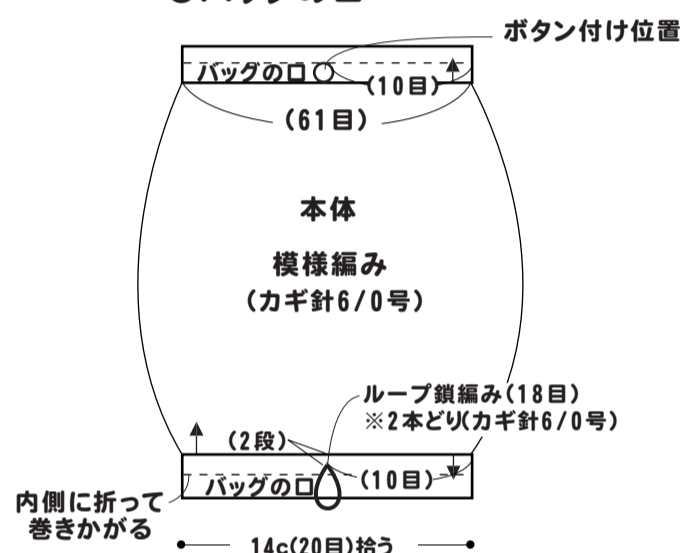 ボタン付け位置
バッグの口
(10目)
(61目)
本体
模様編み
(カギ針6/0号)
ループ鎖編み(18目)
※2本どり(カギ針6/0号)
(2段)
バッグの口
(10目)
内側に折って
巻きかがる
14c(20目)拾う